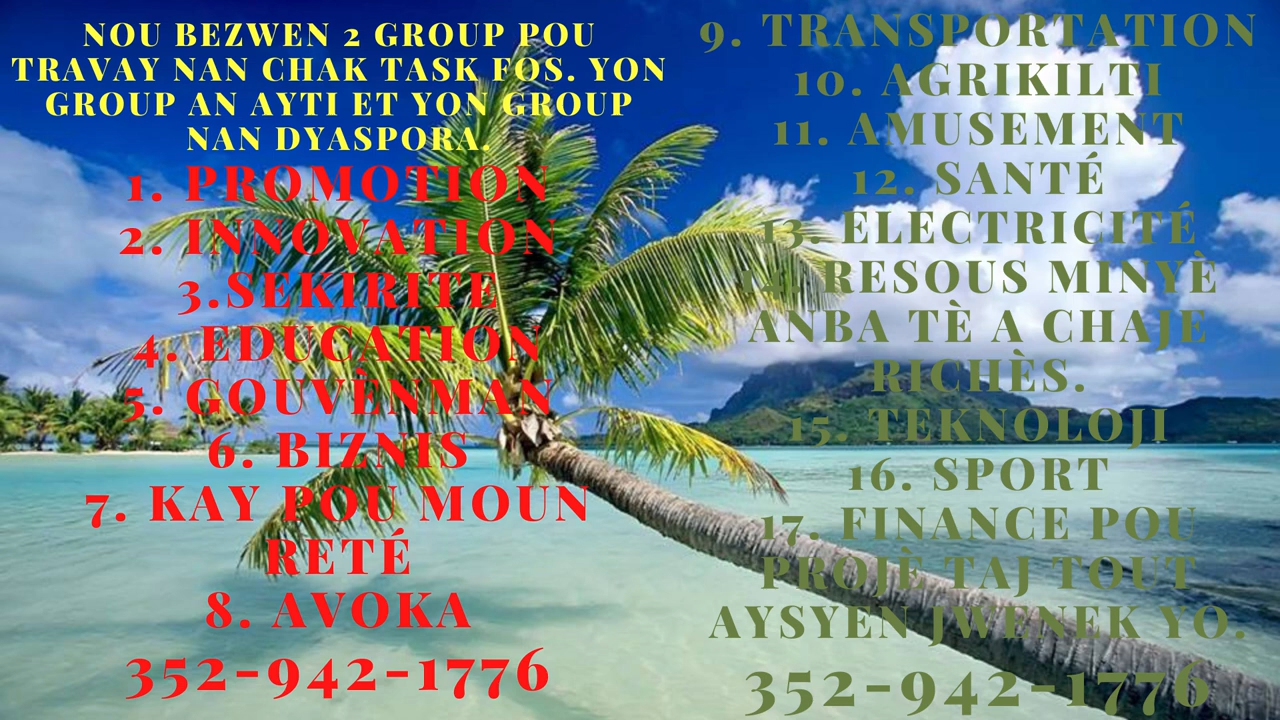 NOU BEZWEN 2 GROUP POU
TRAVAY NAN CHAK TASK FOS. YON
GROUP AN AYTI ET YON GROUP
NAN DYASPORA.
1. PROMOTION
2. INNOVATION
3.SEKIRITE
4. EDUCATION
5. GOUVÈNMAN
6. BIZNIS
7. KAY POU MOUN
RETÉ
8. AVOKA
352-942-1776
9. TRANSPORTATION
10. AGRIKILTI
11. AMUSEMENT
12. SANTÉ
13. ÉLECTRICITÉ
14. RESOUS MINYÈ
ANBA TÈ A CHAJE
RICHÈS.
15. TEKNOLOJI
16. SPORT
17. FINANCE POU
PROJÈ TAJ TOUT
AYSYEN JWENEK YO.
352-942-1776